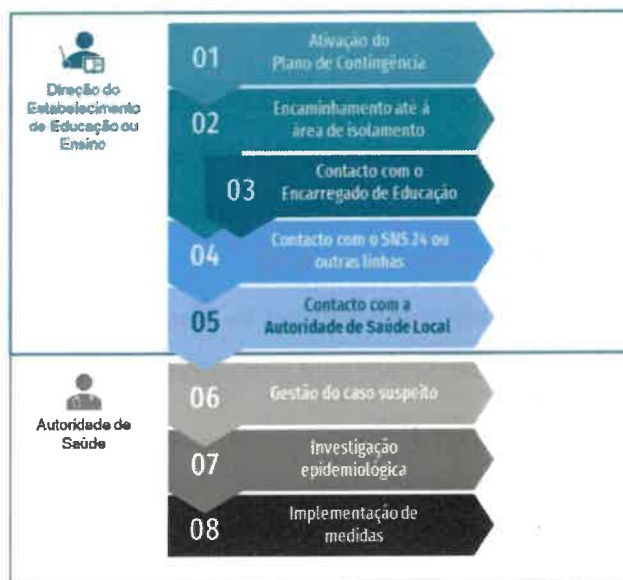 Direção do
Estabelecimento
de Educação ou
Ensino
01
Ativação do
Plano de Contingência
02
Encaminhamento até à
área de isolamento
03
Contacto com o
Encarregado de Educação
04
Contacto com o SNS 24 ou
outras linhas
05
Contacto com a
Autoridade de Saúde Local
Autoridade de
Saúde
06
Gestão do caso suspeito
07
Investigação
epidemiológica
08
Implementação de
medidas